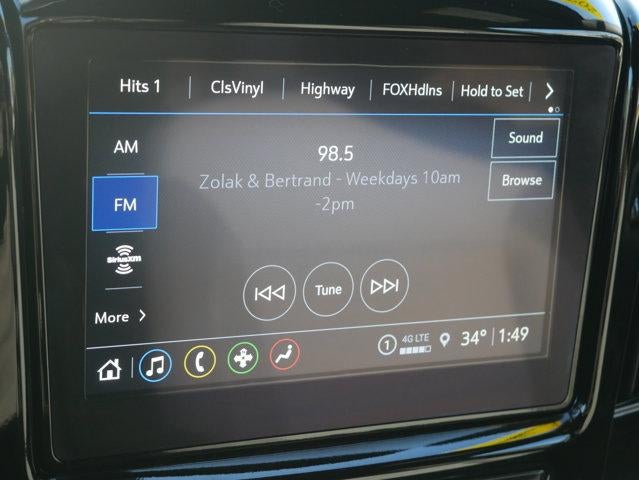 Hits 1 ClsVinyl Highway FOXHdlns Hold to Set
AM
98.5
Sound
Zolak & Bertrand - Weekdays 10am
-2pm
Browse
FM
SiriusXM
Tune
More
1 4G LTE 34° 1:49